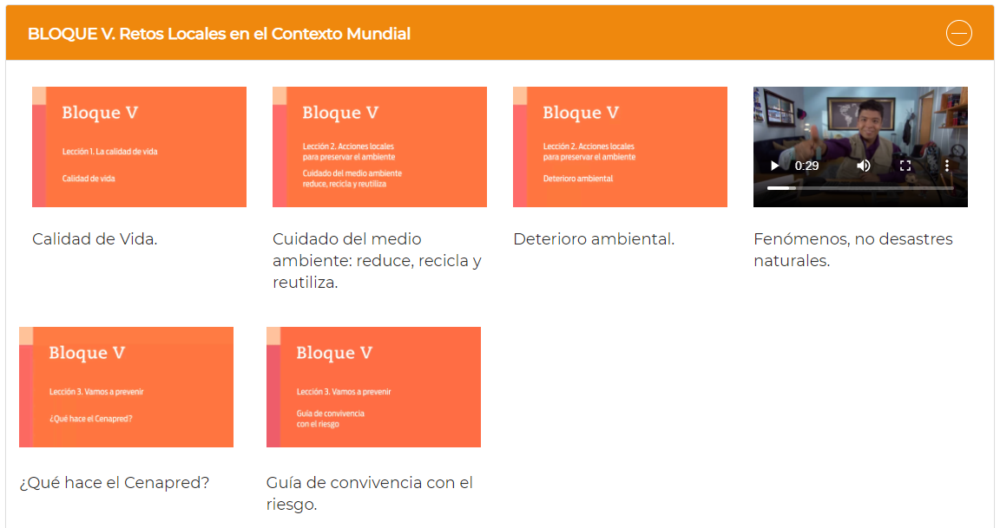 BLOQUE V. Retos Locales en el Contexto Mundial
Bloque V
Lección 1. La calidad de vida
Calidad de vida
Calidad de Vida.
Bloque V
Lección 2. Acciones locales
para preservar el ambiente
Cuidado del medio ambiente
reduce, recicla y reutiliza
Cuidado del medio
ambiente: reduce, recicla y
reutiliza.
Bloque V
Lección 2. Acciones locales
para preservar el ambiente
Deterioro ambiental
Deterioro ambiental.
0:29
Fenómenos, no desastres
naturales.
Bloque V
Lección 3. Vamos a prevenir
¿Qué hace el Cenapred?
¿Qué hace el Cenapred?
Bloque V
Lección 3. Vamos a prevenir
Guía de convivencia
con el riesgo
Guía de convivencia con el
riesgo.